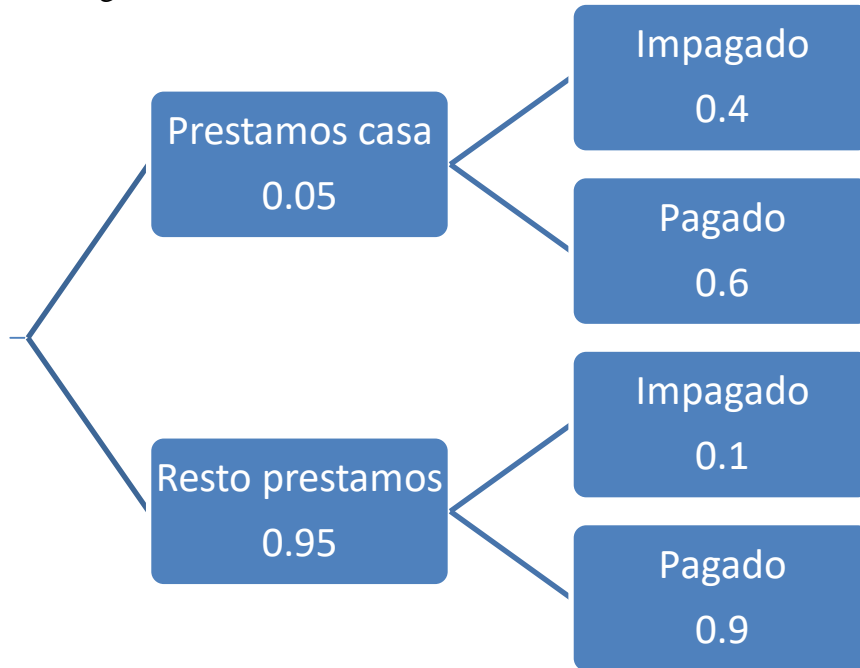 Impagado
0.4
Prestamos casa
0.05
Pagado
0.6
Impagado
0.1
Resto prestamos
0.95
Pagado
0.9